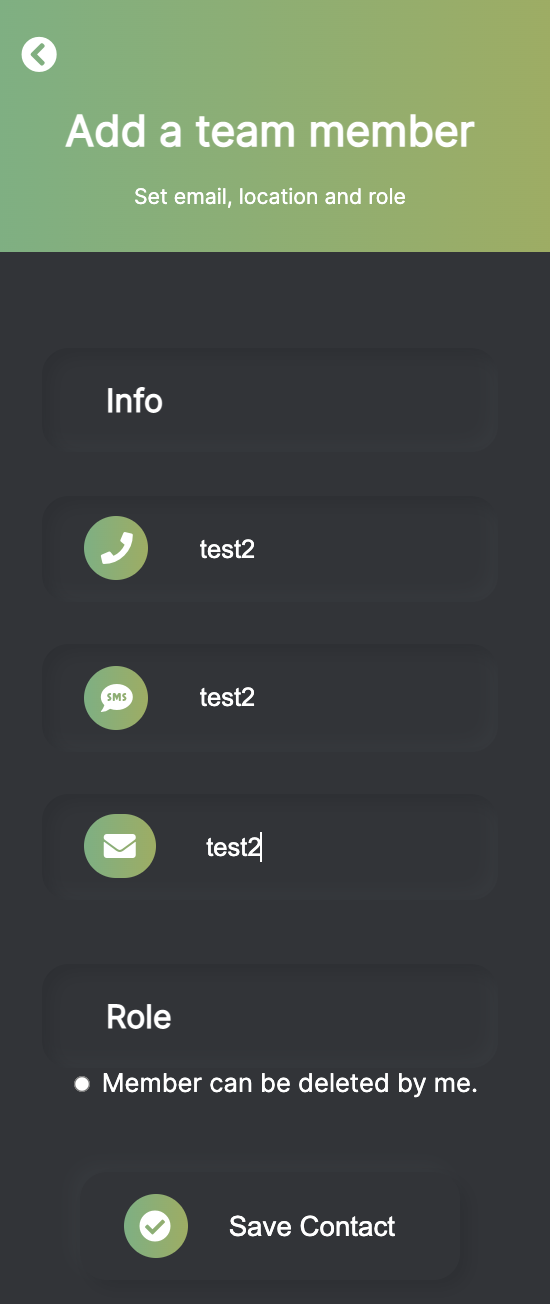 Add a team member
Set email, location and role
Info
test2
SMS
test2
test2
Role
Member can be deleted by me.
Save Contact